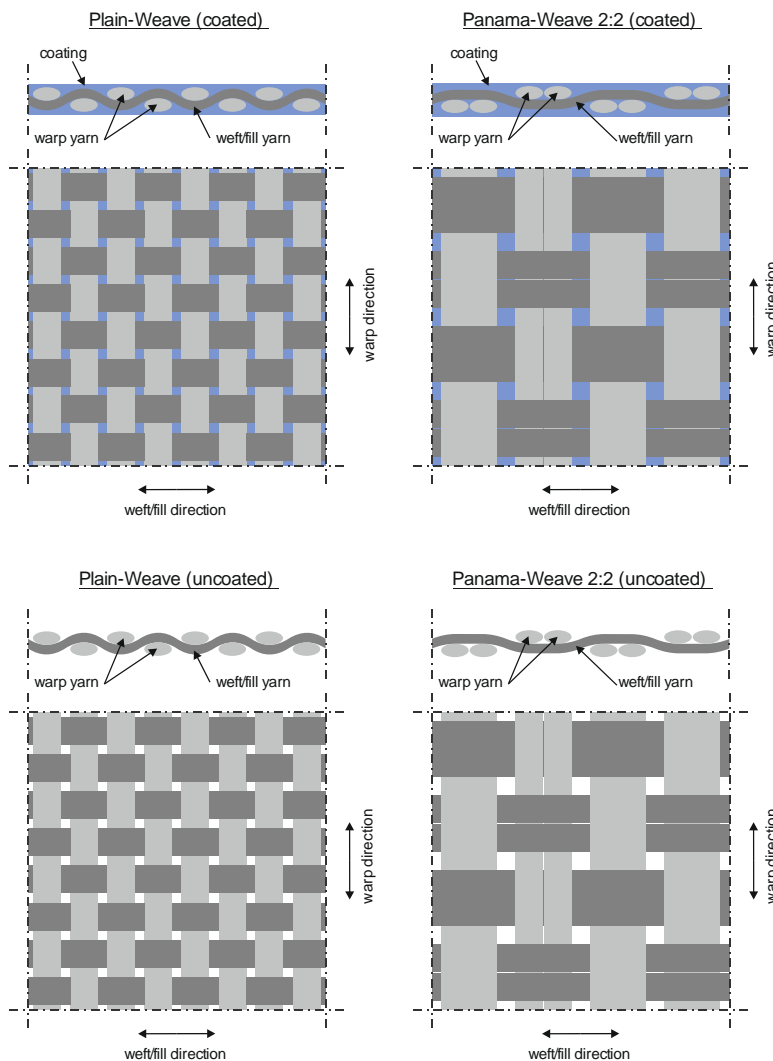 Plain-Weave (coated)
coating
warp yarn
weft/fill yarn
warp direction
weft/fill direction
Panama-Weave 2:2 (coated)
coating
warp yarn
weft/fill yarn
warp direction
weft/fill direction
Plain-Weave (uncoated)
warp yarn
weft/fill yarn
warp direction
weft/fill direction
Panama-Weave 2:2 (uncoated)
warp yarn
weft/fill yarn
warp direction
weft/fill direction